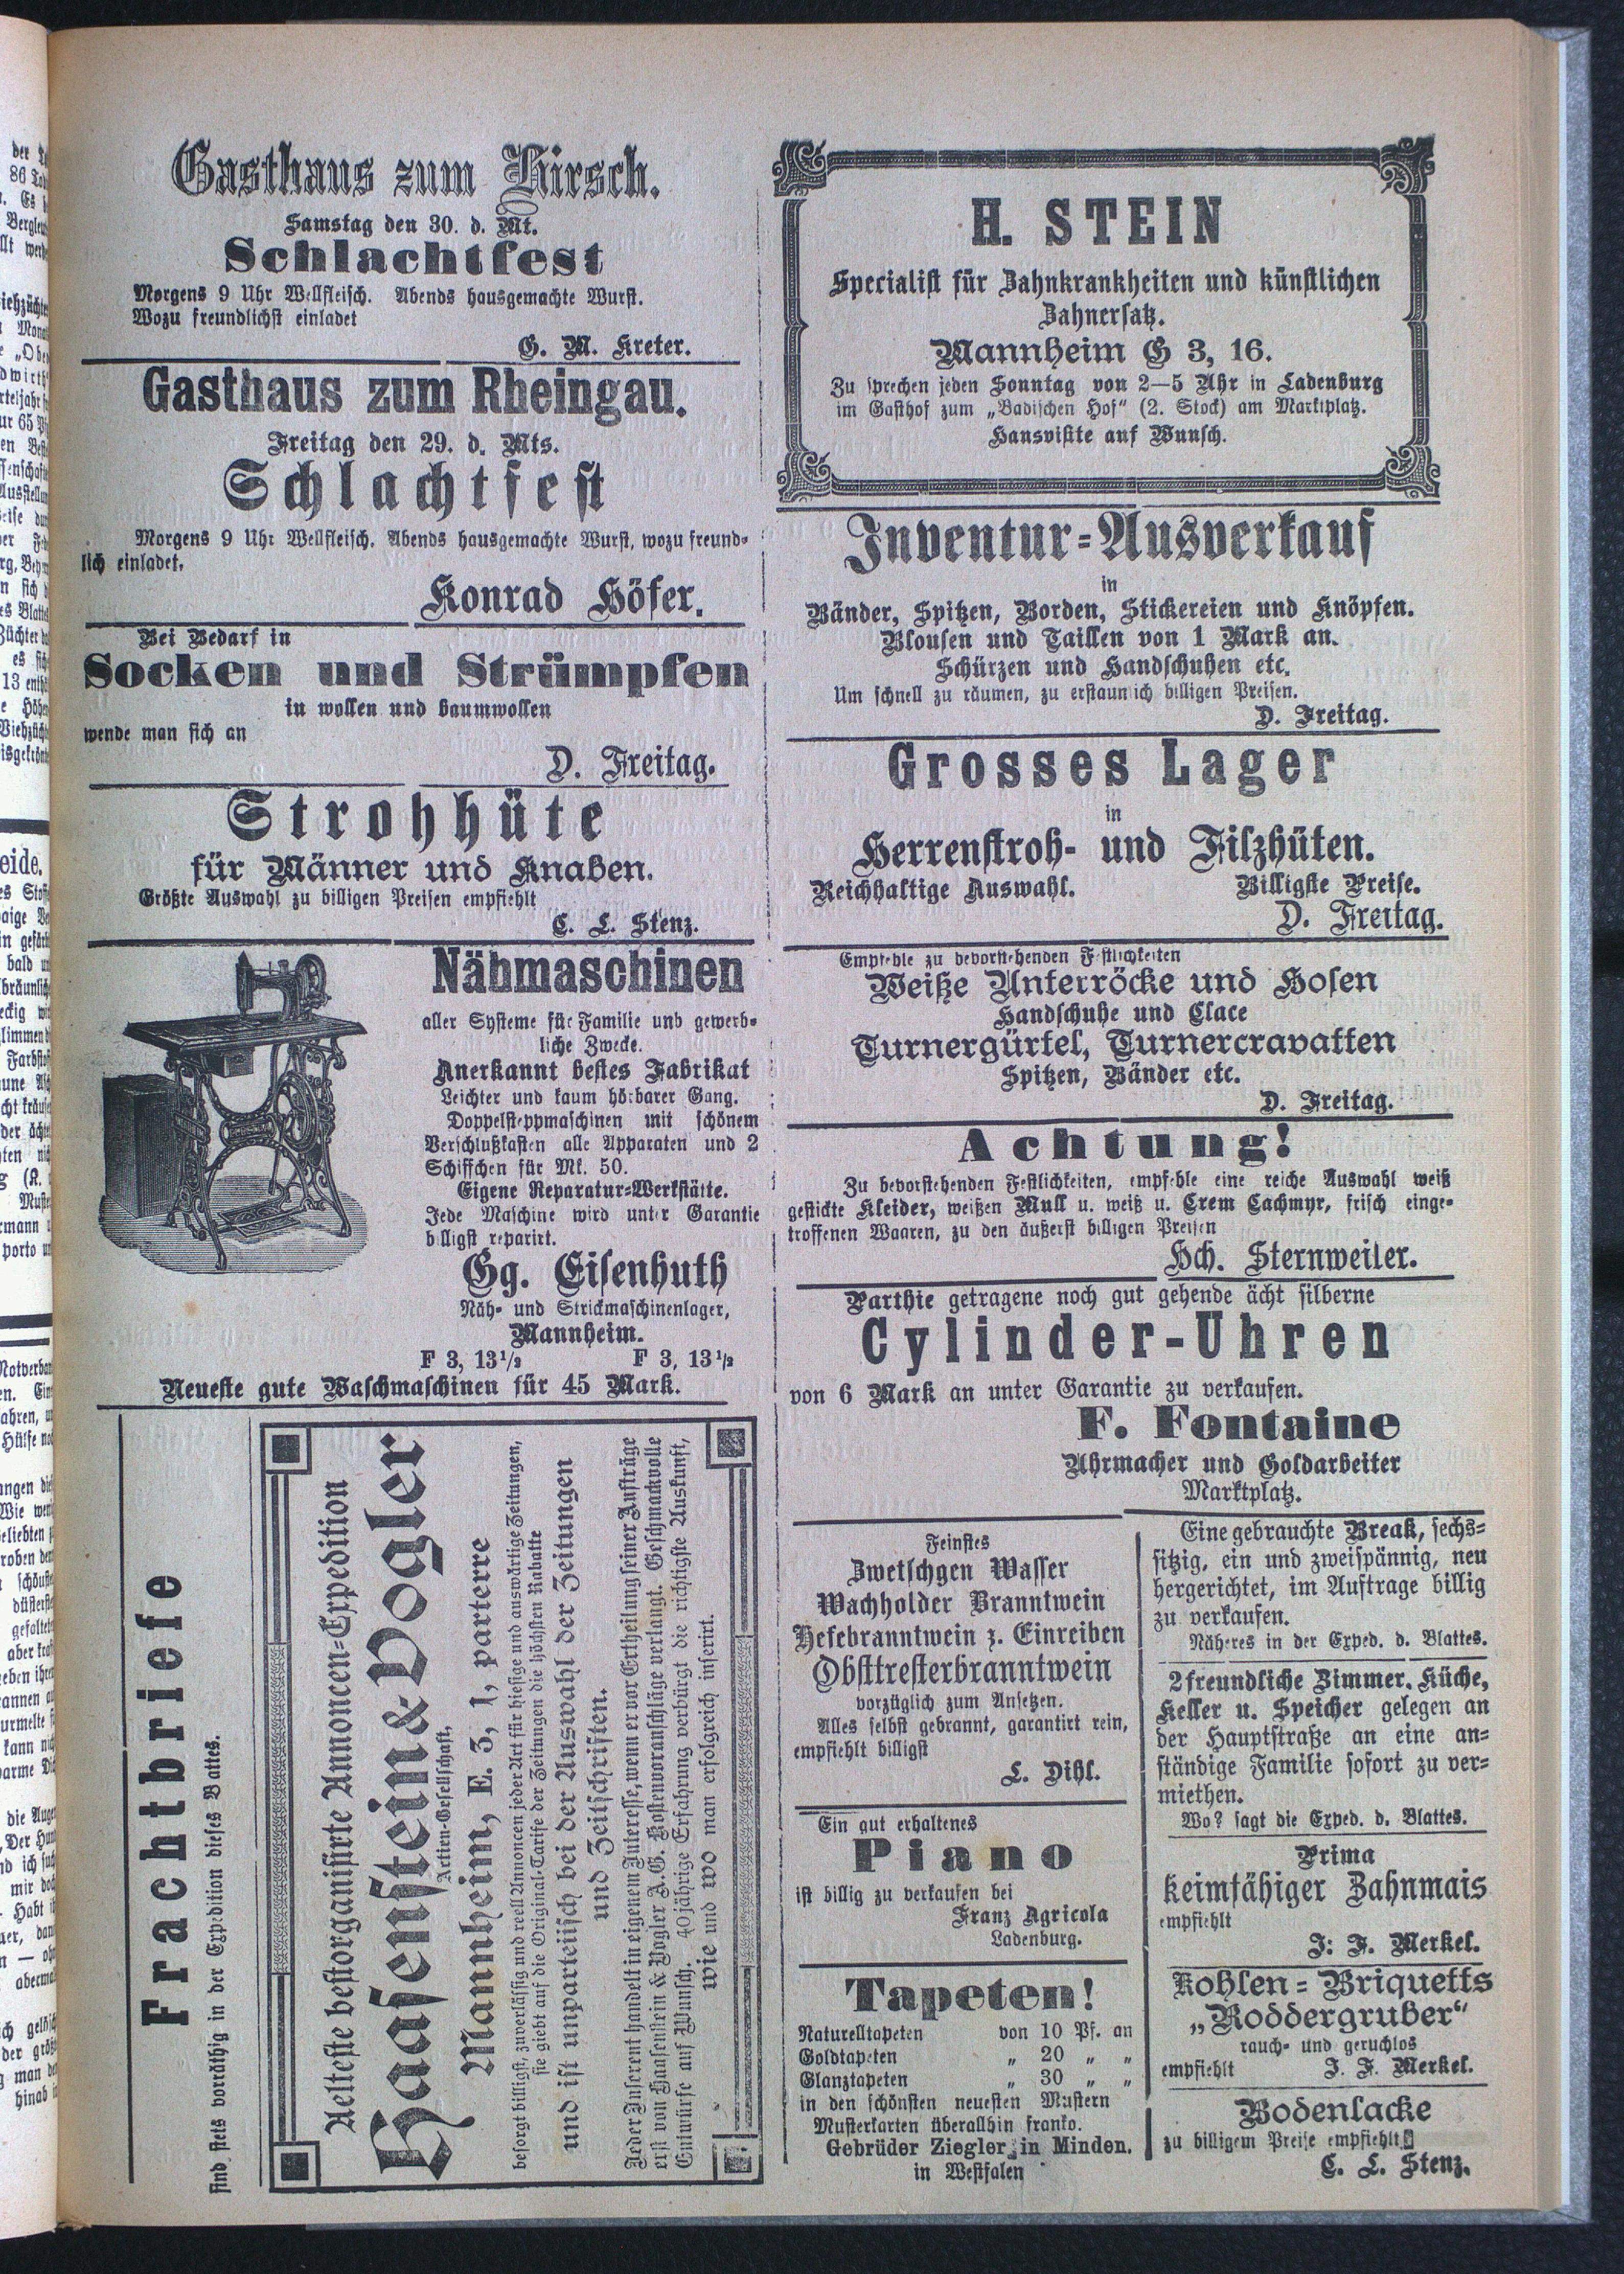 Gasthaus zum Hirsch.
Samstag den 30. d. Mt.
Schlachtfest
Morgens 9 Uhr Wellfleisch. Abends hausgemachte Wurst.
Wozu freundlichst einladet
G. M. Kreter.
Gasthaus zum Rheingau.
Freitag den 29. d. Mts.
Schlachtfest
Morgens 9 Uhr Wellfleisch. Abends hausgemachte Wurst, wozu freund-
lich einladet.
Konrad Höfer.
Bei Bedarf in
Socken und Strümpfen
in wollen und baumwollen
wende man sich an
D. Freitag.
Strohhüte
für Männer und Knaben.
Größte Auswahl zu billigen Preisen empfiehlt
C. L. Stenz.
Nähmaschinen
aller Systeme für Familie und gewerb-
liche Zwecke.
Anerkannt bestes Fabrikat
Leichter und kaum hörbarer Gang.
Doppelsteppmaschinen mit schönem
Verschlußkasten alle Apparaten und 2
Schiffchen für Mk. 50.
Eigene Reparatur-Werkstätte.
Jede Maschine wird unter Garantie
billigst reparirt.
Gg. Eisenhuth
Näh- und Strickmaschinenlager,
Mannheim.
F 3, 13½ F 3, 13½
Neueste gute Waschmaschinen für 45 Mark.
Frachtbriefe
sind stets vorräthig in der Expedition dieses Battes.
Aelteste bestorganisirte Annoncen-Expedition
Haasenstein & Vogler
Actien-Gesellschaft,
Mannheim, E. 3, 1, parterre
besorgt billigst, zuverlässig und reell Annoncen jeder Art für hiesige und auswärtige Zeitungen,
sie giebt auf die Original-Tarife der Zeitungen die höchsten Rabatte
und ist unparteiisch bei der Auswahl der Zeitungen
und Zeitschriften.
Jeder Inserent handelt in eigenem Interesse, wenn er vor Ertheilung seiner Aufträge
erst von Haasenstein & Vogler A.G. Kostenvoranschläge verlangt. Geschmackvolle
Entwürfe auf Wunsch. 40jährige Erfahrung verbürgt die richtigste Auskunft,
wie und wo man erfolgreich inserirt.
H. STEIN
Specialist für Zahnkrankheiten und künstlichen
Zahnersatz.
Mannheim G 3, 16.
Zu sprechen jeden Sonntag von 2—5 Uhr in Ladenburg
im Gasthof zum „Badischen Hof“ (2. Stock) am Marktplatz.
Hausvisite auf Wunsch.
Inventur-Ausverkauf
in
Bänder, Spitzen, Borden, Stickereien und Knöpfen.
Blousen und Taillen von 1 Mark an.
Schürzen und Handschuhen etc.
Um schnell zu räumen, zu erstaunlich billigen Preisen.
D. Freitag.
Grosses Lager
in
Herrenstroh- und Filzhüten.
Reichhaltige Auswahl. Billigste Preise.
D. Freitag.
Empfehle zu bevorstehenden Festlichkeiten
Weiße Unterröcke und Hosen
Handschuhe und Clace
Turnergürtel, Turnercravatten
Spitzen, Bänder etc.
D. Freitag.
Achtung!
Zu bevorstehenden Festlichkeiten, empfehle eine reiche Auswahl weiß
gestickte Kleider, weißen Mull u. weiß u. Crem Cachmyr, frisch einge-
troffenen Waaren, zu den äußerst billigen Preisen
Hch. Sternweiler.
Parthie getragene noch gut gehende ächt silberne
Cylinder-Uhren
von 6 Mark an unter Garantie zu verkaufen.
F. Fontaine
Uhrmacher und Goldarbeiter
Marktplatz.
Feinstes
Zwetschgen Wasser
Wachholder Branntwein
Hefebranntwein z. Einreiben
Obsttresterbranntwein
vorzüglich zum Ansetzen.
Alles selbst gebrannt, garantirt rein,
empfiehlt billigst
L. Dihl.
Ein gut erhaltenes
Piano
ist billig zu verkaufen bei
Franz Agricola
Ladenburg.
Tapeten!
Naturelltapeten von 10 Pf. an
Goldtapeten „ 20 „ „
Glanztapeten „ 30 „ „
in den schönsten neuesten Mustern
Musterkarten überallhin franko.
Gebrüder Ziegler in Minden.
in Westfalen
Eine gebrauchte Break, sechs-
sitzig, ein und zweispännig, neu
hergerichtet, im Auftrage billig
zu verkaufen.
Näheres in der Exped. d. Blattes.
2 freundliche Zimmer, Küche,
Keller u. Speicher gelegen an
der Hauptstraße an eine an-
ständige Familie sofort zu ver-
miethen.
Wo? sagt die Exped. d. Blattes.
Prima
keimfähiger Zahnmais
empfiehlt
J. F. Merkel.
Kohlen-Briquetts
„Roddergruber“
rauch- und geruchlos
empfiehlt J. F. Merkel.
Bodenlacke
zu billigem Preise empfiehlt
C. L. Stenz.